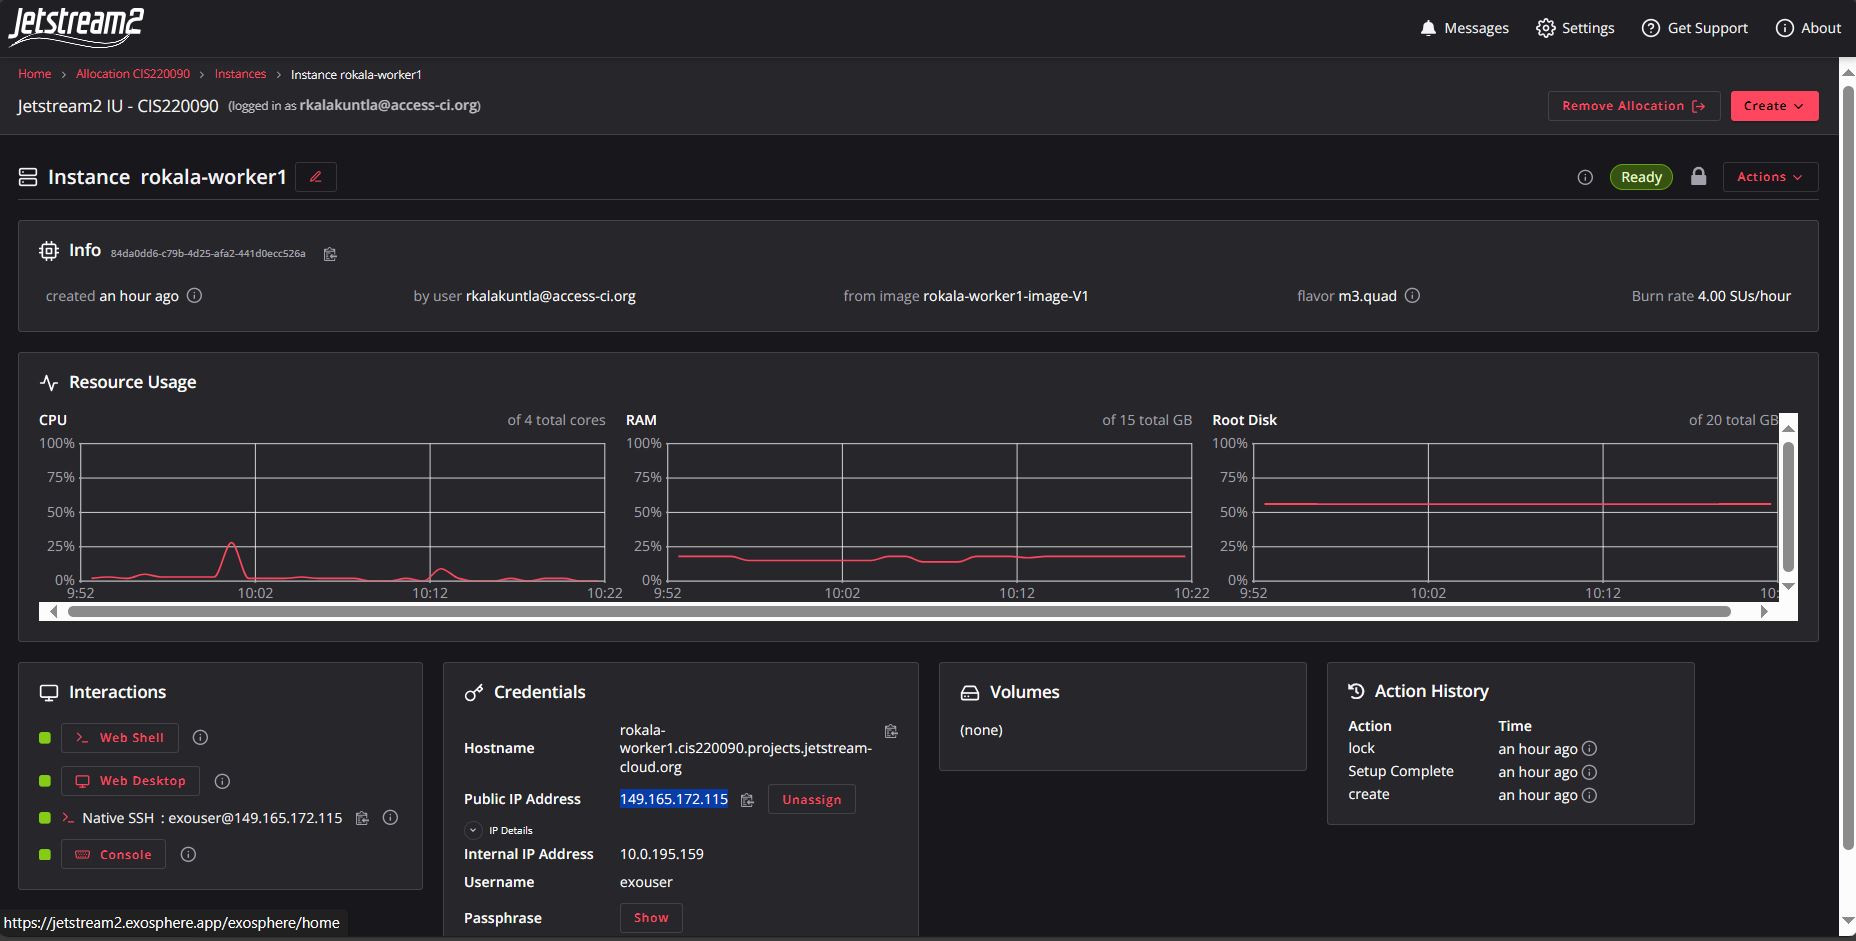 Jetstream2
Messages Settings Get Support About
Home > Allocation CIS220090 > Instances > Instance rokala-worker1
Jetstream2 IU - CIS220090 (logged in as rkalakuntla@access-ci.org)
Remove Allocation Create
Instance rokala-worker1
Ready Actions
Info 84da0dd6-c79b-4d25-afa2-441d0ecc526a
created an hour ago by user rkalakuntla@access-ci.org from image rokala-worker1-image-V1 flavor m3.quad Burn rate 4.00 SUs/hour
Resource Usage
CPU of 4 total cores
100%
75%
50%
25%
0%
9:52 10:02 10:12 10:22
RAM of 15 total GB
100%
75%
50%
25%
0%
9:52 10:02 10:12 10:22
Root Disk of 20 total GB
100%
75%
50%
25%
0%
9:52 10:02 10:12 10:
Interactions
Web Shell
Web Desktop
Native SSH : exouser@149.165.172.115
Console
Credentials
Hostname
rokala-
worker1.cis220090.projects.jetstream-
cloud.org
Public IP Address 149.165.172.115 Unassign
IP Details
Internal IP Address 10.0.195.159
Username exouser
Passphrase Show
Volumes
(none)
Action History
Action Time
lock an hour ago
Setup Complete an hour ago
create an hour ago
https://jetstream2.exosphere.app/exosphere/home